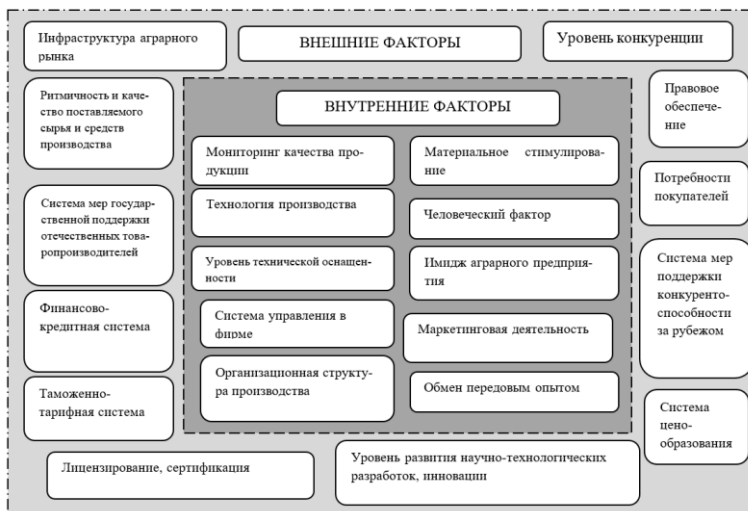 Инфраструктура аграрного
рынка
ВНЕШНИЕ ФАКТОРЫ
Уровень конкуренции
Ритмичность и каче-
ство поставляемого
сырья и средств
производства
Система мер государ-
ственной поддержки
отечественных това-
ропроизводителей
Финансово-
кредитная система
Таможенно-
тарифная система
ВНУТРЕННИЕ ФАКТОРЫ
Мониторинг качества про-
дукции
Технология производства
Уровень технической оснащен-
ности
Система управления в
фирме
Организационная структу-
ра производства
Материальное стимулирова-
ние
Человеческий фактор
Имидж аграрного предприя-
тия
Маркетинговая деятельность
Обмен передовым опытом
Правовое
обеспече-
ние
Потребности
покупателей
Система мер
поддержки
конкуренто-
способности
за рубежом
Система
цено-
образования
Лицензирование, сертификация
Уровень развития научно-технологических
разработок, инновации